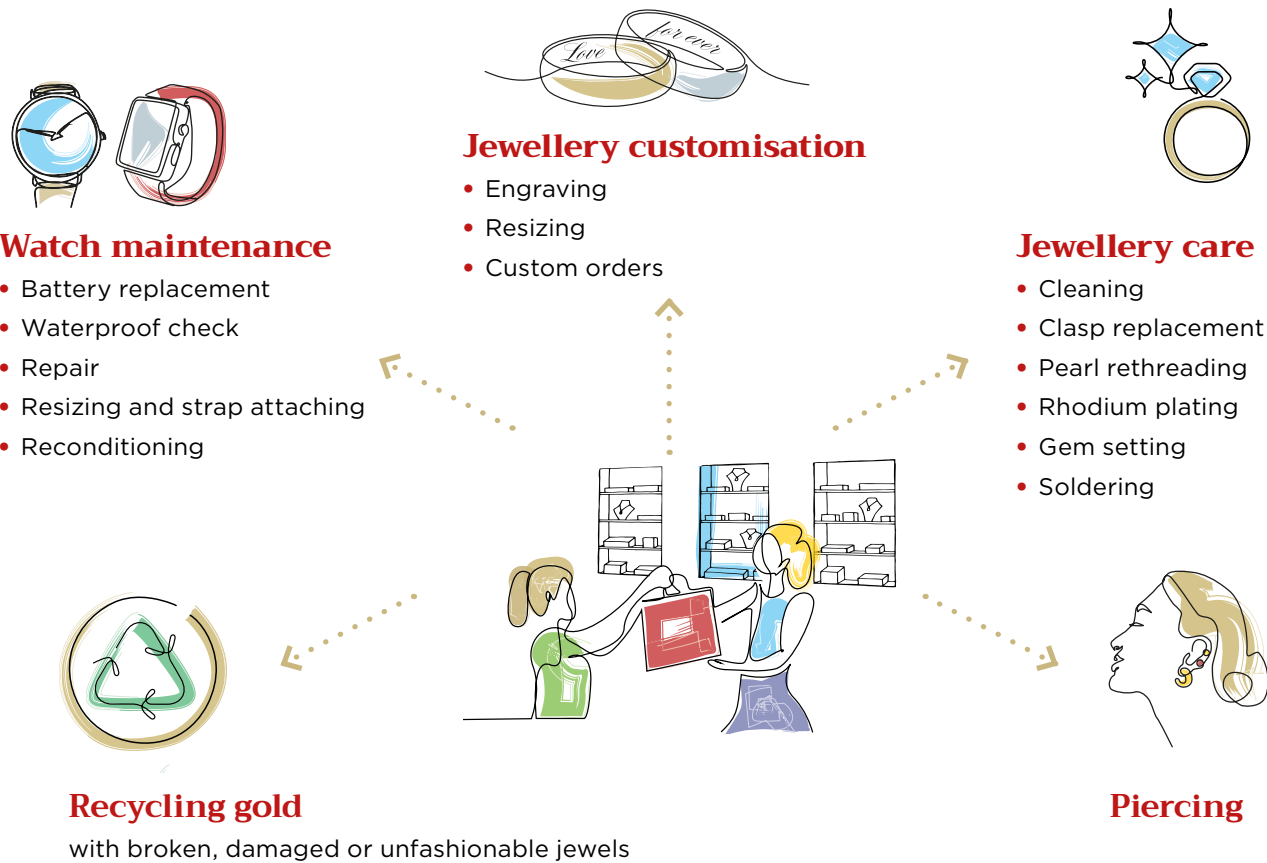 Love
for ever
Jewellery customisation
• Engraving
• Resizing
• Custom orders
Watch maintenance
• Battery replacement
• Waterproof check
• Repair
• Resizing and strap attaching
• Reconditioning
Jewellery care
• Cleaning
• Clasp replacement
• Pearl rethreading
• Rhodium plating
• Gem setting
• Soldering
Recycling gold
with broken, damaged or unfashionable jewels
Piercing